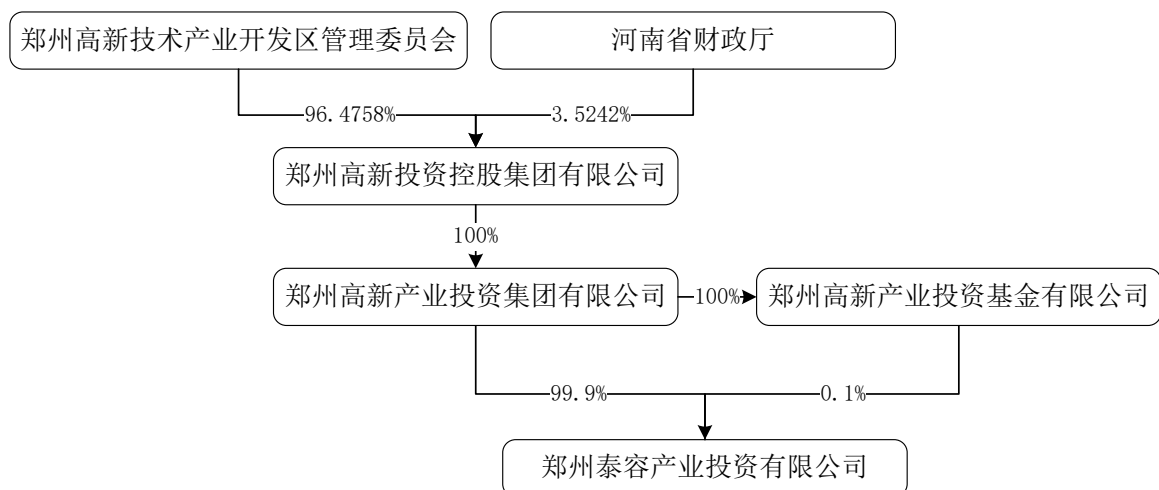 郑州高新技术产业开发区管理委员会
河南省财政厅
96.4758%
3.5242%
郑州高新投资控股集团有限公司
100%
郑州高新产业投资集团有限公司
100%
郑州高新产业投资基金有限公司
99.9%
0.1%
郑州泰容产业投资有限公司